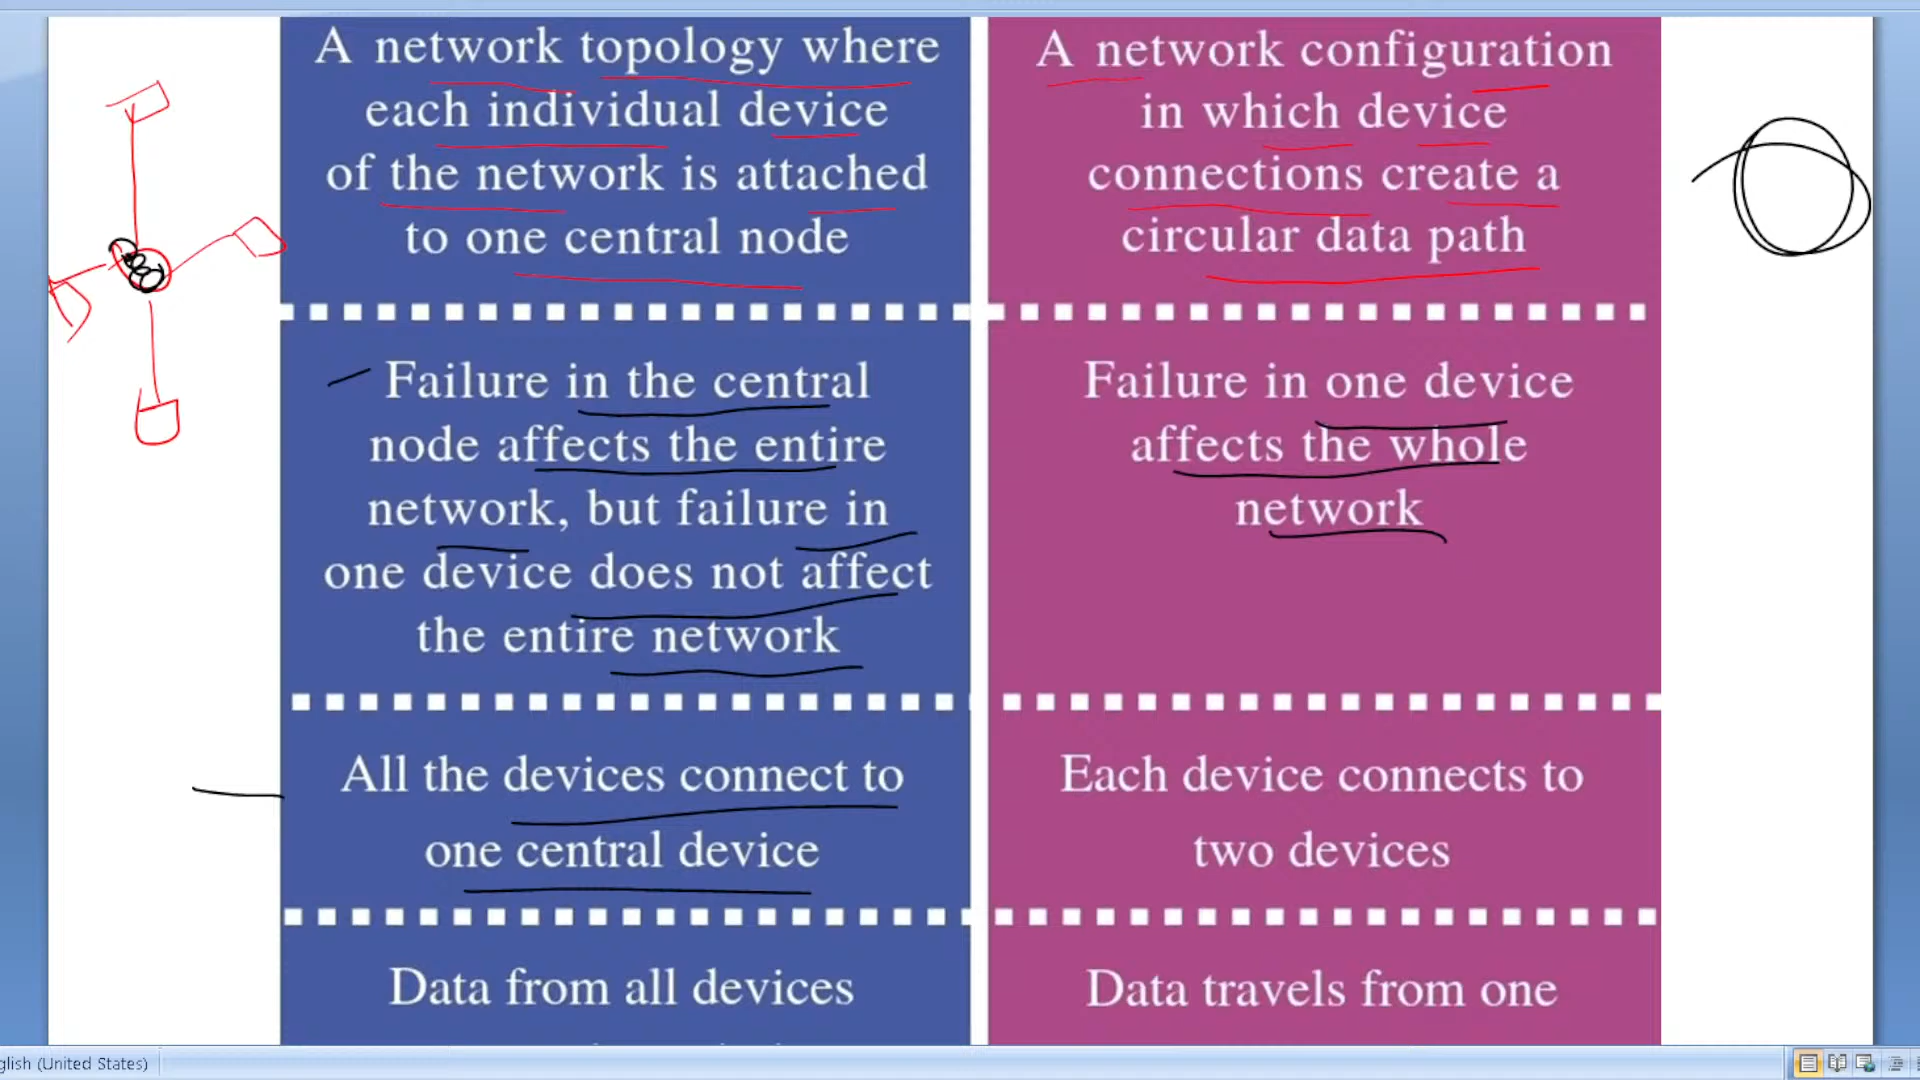 A network topology where
each individual device
of the network is attached
to one central node
Failure in the central
node affects the entire
network, but failure in
one device does not affect
the entire network
All the devices connect to
one central device
Data from all devices
A network configuration
in which device
connections create a
circular data path
Failure in one device
affects the whole
network
Each device connects to
two devices
Data travels from one
glish (United States)